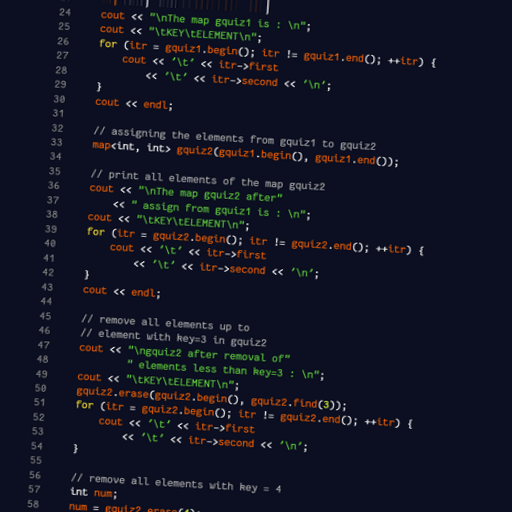 24 cout << "\nThe map gquiz1 is : \n";
25 cout << "\tKEY\tELEMENT\n";
26 for (itr = gquiz1.begin(); itr != gquiz1.end(); ++itr) {
27 cout << '\t' << itr->first
28 << '\t' << itr->second << '\n';
29 }
30 cout << endl;
31
32 // assigning the elements from gquiz1 to gquiz2
33 map<int, int> gquiz2(gquiz1.begin(), gquiz1.end());
34
35 // print all elements of the map gquiz2
36 cout << "\nThe map gquiz2 after"
37 << " assign from gquiz1 is : \n";
38 cout << "\tKEY\tELEMENT\n";
39 for (itr = gquiz2.begin(); itr != gquiz2.end(); ++itr) {
40 cout << '\t' << itr->first
41 << '\t' << itr->second << '\n';
42 }
43 cout << endl;
44
45 // remove all elements up to
46 // element with key=3 in gquiz2
47 cout << "\ngquiz2 after removal of"
48 " elements less than key=3 : \n";
49 cout << "\tKEY\tELEMENT\n";
50 gquiz2.erase(gquiz2.begin(), gquiz2.find(3));
51 for (itr = gquiz2.begin(); itr != gquiz2.end(); ++itr) {
52 cout << '\t' << itr->first
53 << '\t' << itr->second << '\n';
54 }
55
56 // remove all elements with key = 4
57 int num;
58 num = gquiz2.erase(4);